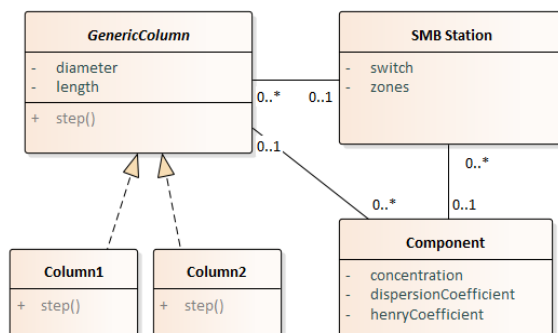 GenericColumn
- diameter
- length
+ step()
SMB Station
- switch
- zones
0..*
0..1
0..1
0..*
0..*
0..1
Component
- concentration
- dispersionCoefficient
- henryCoefficient
Column1
+ step()
Column2
+ step()